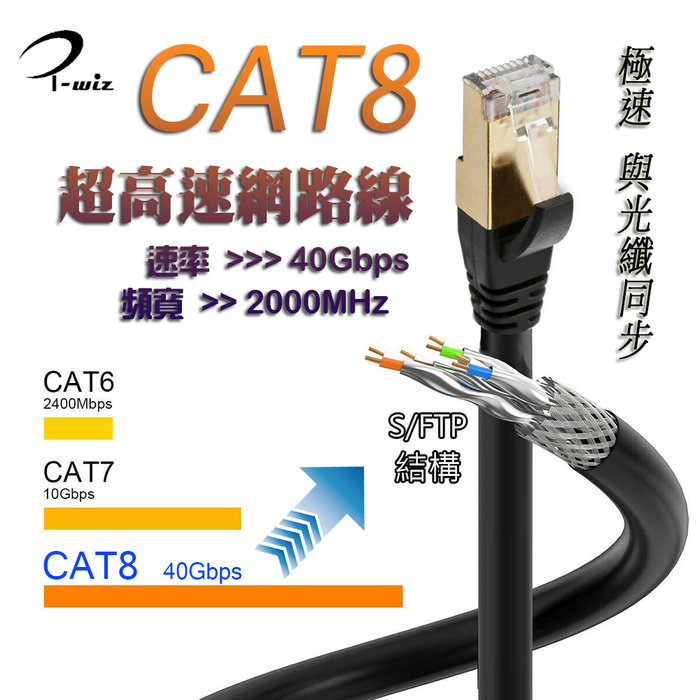 I-wiz
CAT8
超高速網路線
速率 >>> 40Gbps
頻寬 >> 2000MHz
極速 與光纖同步
CAT6
2400Mbps
CAT7
10Gbps
CAT8 40Gbps
S/FTP
結構